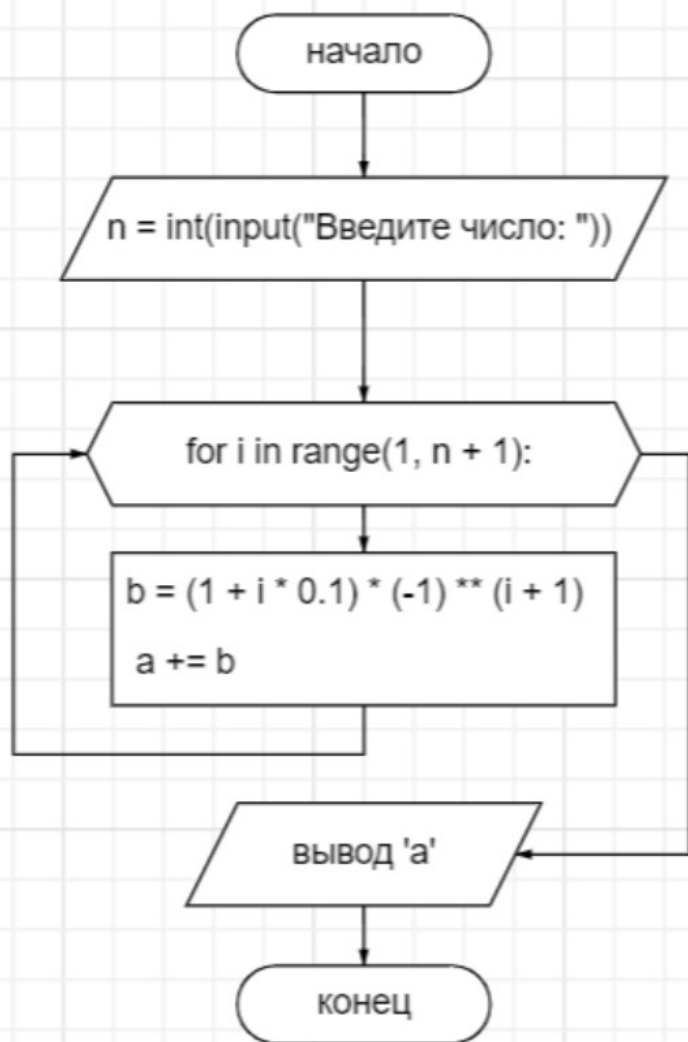 начало
n = int(input("Введите число: "))
for i in range(1, n + 1):
b = (1 + i * 0.1) * (-1) ** (i + 1)
a += b
вывод 'a'
конец